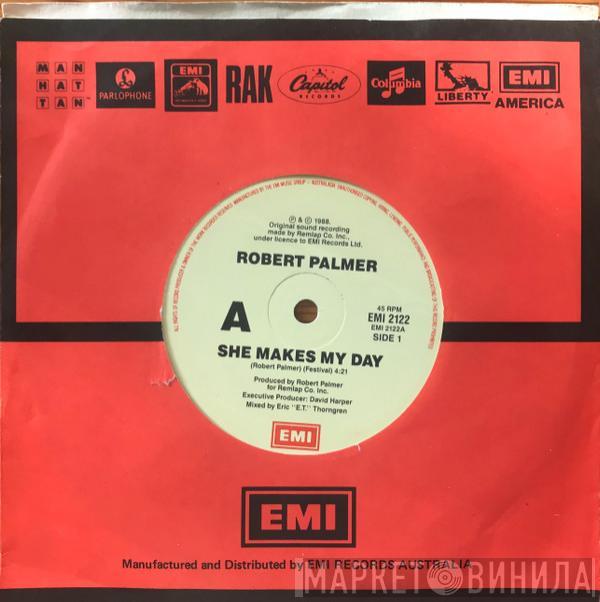 MAN
HAT
TAN™
PARLOPHONE
EMI
RAK
Capitol
RECORDS
Columbia
LIBERTY
EMI
AMERICA
℗ & © 1988.
Original sound recording
made by Remlap Co. Inc.,
under licence to EMI Records Ltd.
ROBERT PALMER
A
45 RPM
EMI 2122
EMI 2122A
SIDE 1
SHE MAKES MY DAY
(Robert Palmer) (Festival) 4:21
Produced by Robert Palmer
for Remlap Co. Inc.
Executive Producer: David Harper
Mixed by Eric "E.T." Thorngren
EMI
EMI
Manufactured and Distributed by EMI RECORDS AUSTRALIA
МАРКЕТ ВИНИЛА